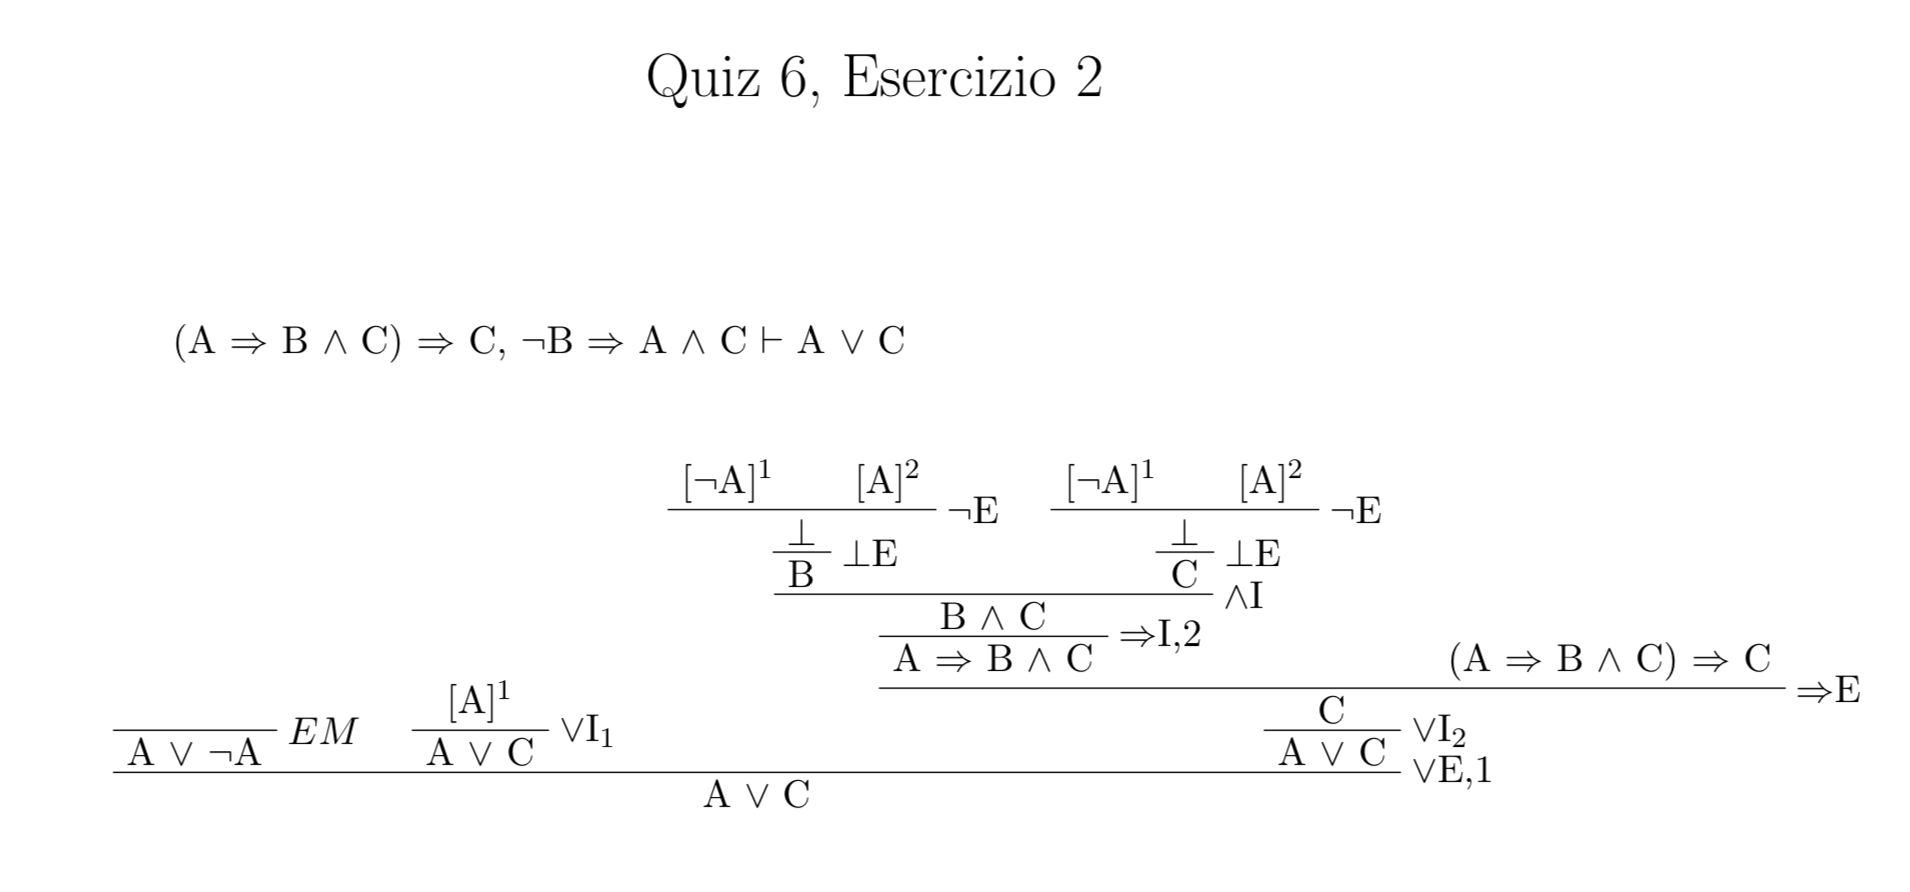 Quiz 6, Esercizio 2
(A ⇒ B ∧ C) ⇒ C, ¬B ⇒ A ∧ C ⊢ A ∨ C
[¬A]¹ [A]² ¬E [¬A]¹ [A]² ¬E
⊥ ⊥E ⊥ ⊥E
B C ∧I
B ∧ C ⇒I,2
A ⇒ B ∧ C (A ⇒ B ∧ C) ⇒ C ⇒E
[A]¹ C
EM ∨I₁ ∨I₂
A ∨ ¬A A ∨ C A ∨ C ∨E,1
A ∨ C